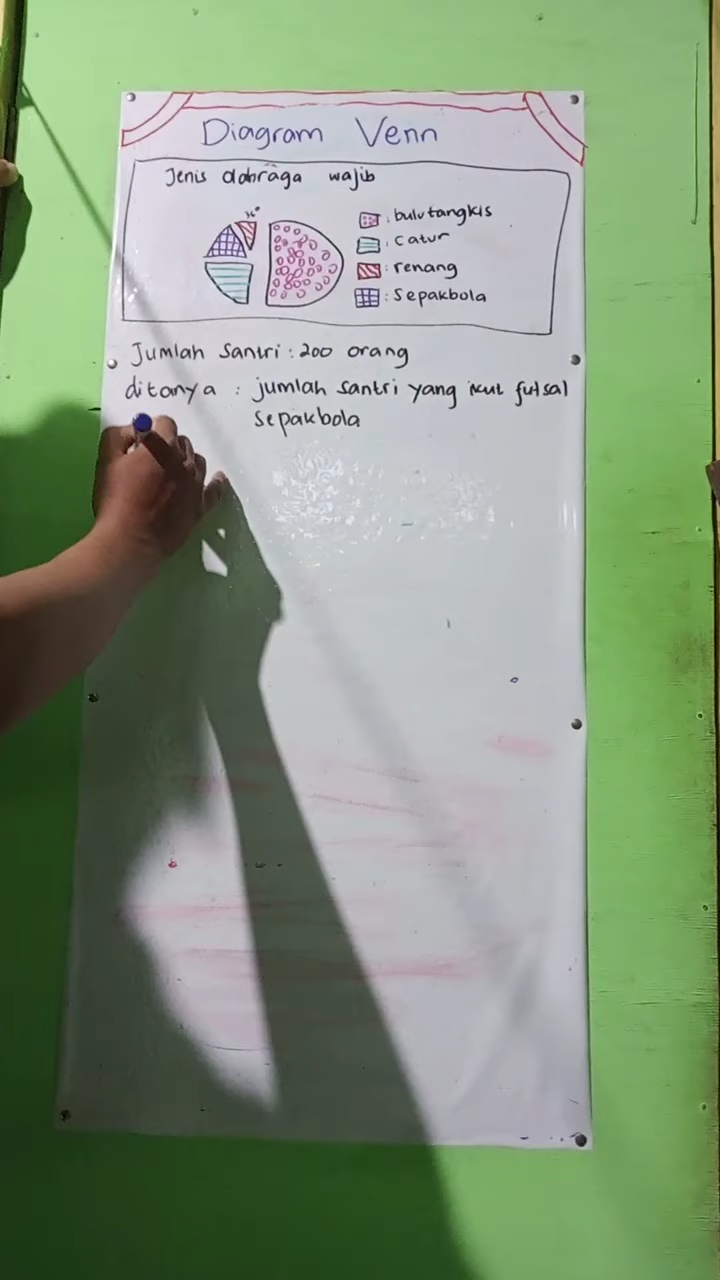 Diagram Venn
Jenis olahraga wajib
36°
: bulutangkis
: catur
: renang
: Sepakbola
Jumlah Santri : 200 orang
ditanya : jumlah santri yang ikut futsal
Sepakbola